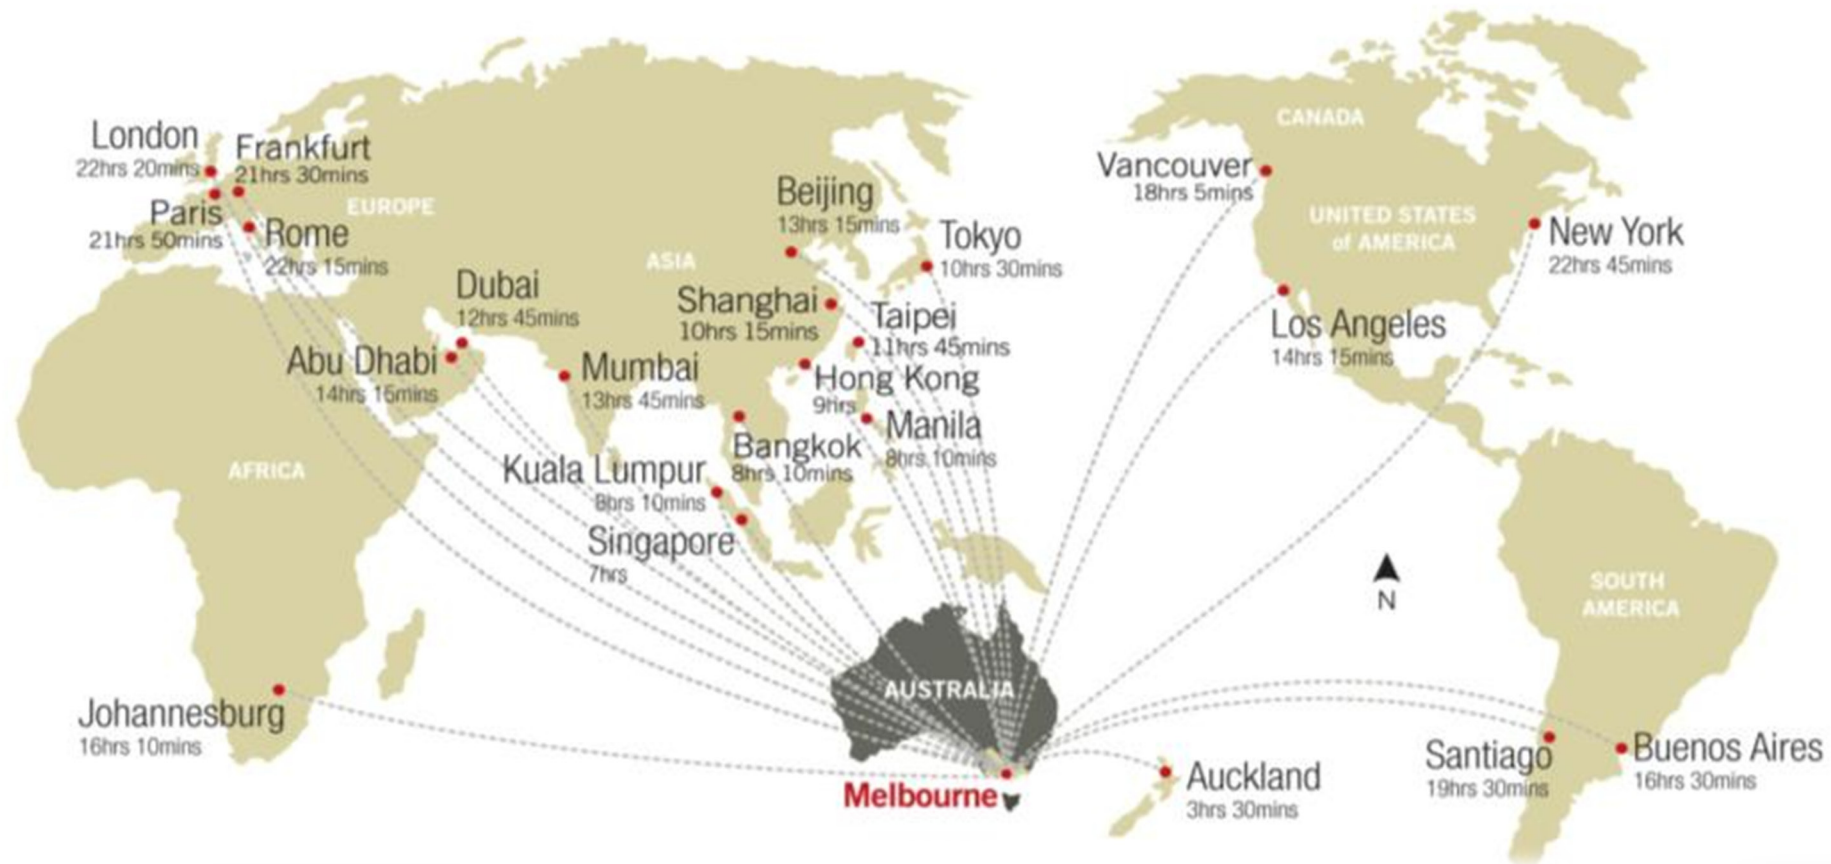 London
22hrs 20mins
Frankfurt
21hrs 30mins
Paris
21hrs 50mins
Rome
22hrs 15mins
EUROPE
ASIA
AFRICA
Dubai
12hrs 45mins
Abu Dhabi
14hrs 15mins
Mumbai
13hrs 45mins
Beijing
13hrs 15mins
Tokyo
10hrs 30mins
Shanghai
10hrs 15mins
Taipei
11hrs 45mins
Hong Kong
9hrs
Manila
8hrs 10mins
Bangkok
8hrs 10mins
Kuala Lumpur
8hrs 10mins
Singapore
7hrs
Johannesburg
16hrs 10mins
AUSTRALIA
Melbourne
Auckland
3hrs 30mins
CANADA
Vancouver
18hrs 5mins
UNITED STATES
of AMERICA
New York
22hrs 45mins
Los Angeles
14hrs 15mins
N
SOUTH
AMERICA
Santiago
19hrs 30mins
Buenos Aires
16hrs 30mins